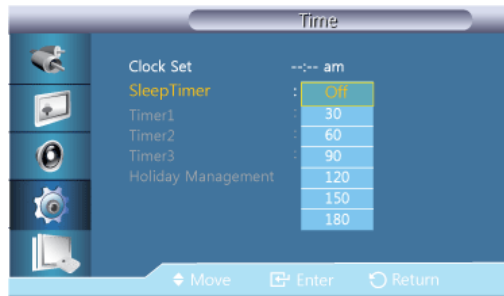 Time
Clock Set --:-- am
SleepTimer : Off
Timer1 : 30
Timer2 : 60
Timer3 : 90
Holiday Management 120
150
180
Move Enter Return